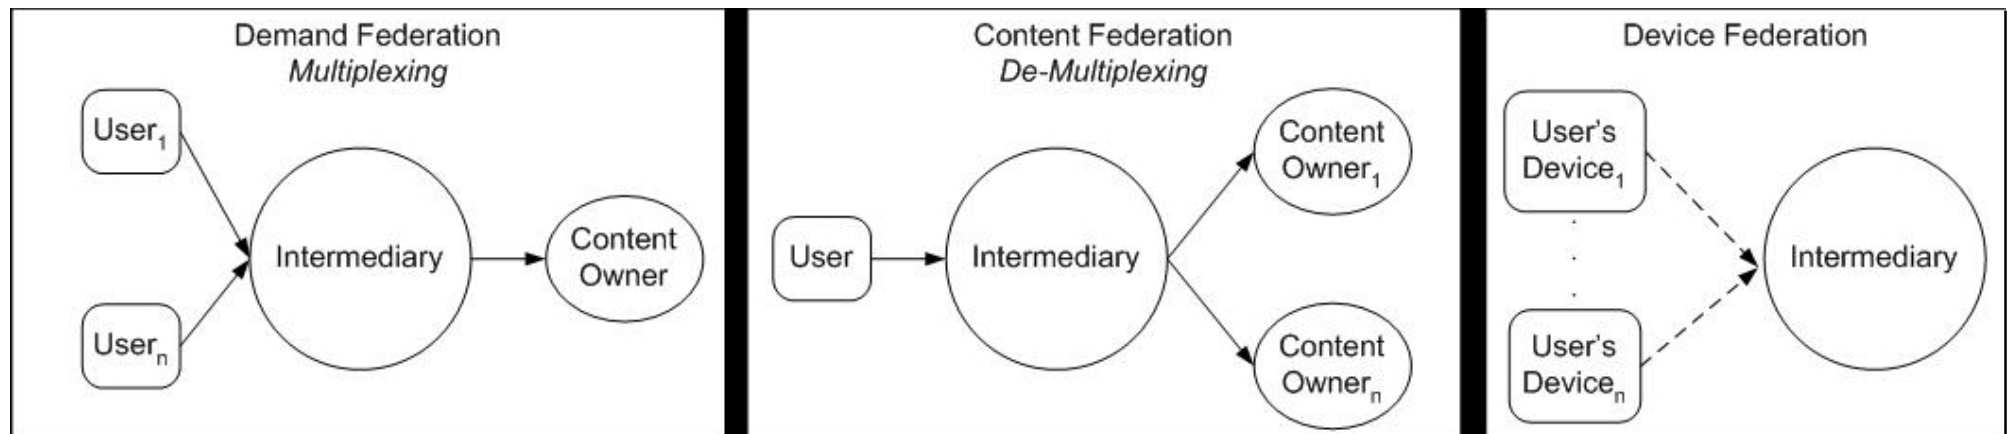 Demand Federation
Multiplexing
User1
Usern
Intermediary
Content
Owner
Content Federation
De-Multiplexing
User
Intermediary
Content
Owner1
Content
Ownern
Device Federation
User's
Device1
.
.
.
User's
Devicen
Intermediary